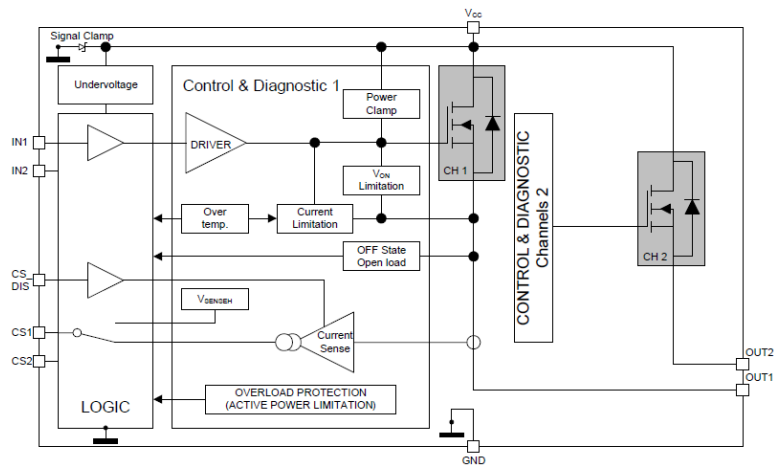 Vcc
Signal Clamp
Undervoltage
Control & Diagnostic 1
Power
Clamp
IN1
DRIVER
CH 1
IN2
VON
Limitation
CONTROL & DIAGNOSTIC
Channels 2
CH 2
Over
temp.
Current
Limitation
OFF State
Open load
CS_
DIS
VSENSEH
CS1
Current
Sense
CS2
OUT2
OUT1
OVERLOAD PROTECTION
(ACTIVE POWER LIMITATION)
LOGIC
GND